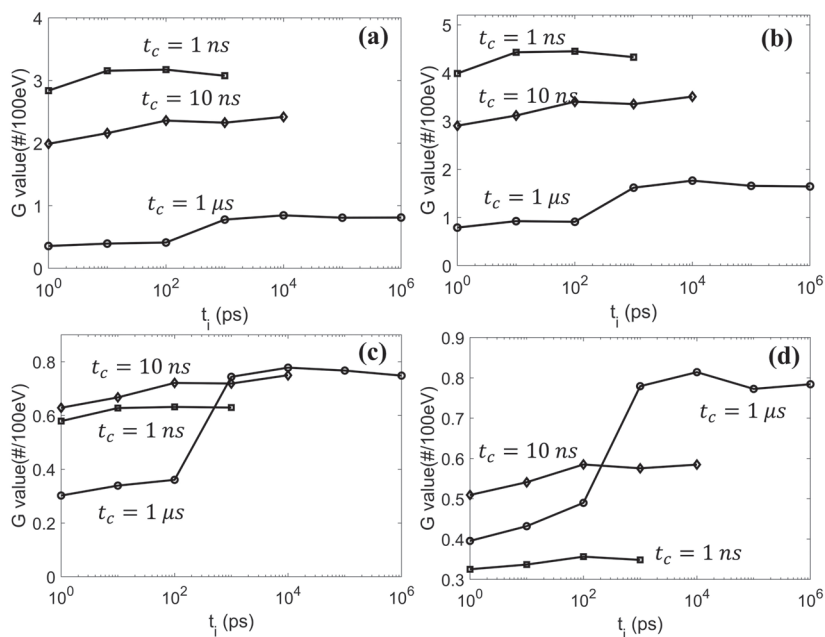 (a)
t_c = 1 ns
t_c = 10 ns
t_c = 1 μs
G value(#/100eV)
4
3
2
1
0
10^0 10^2 10^4 10^6
t_i (ps)
(b)
t_c = 1 ns
t_c = 10 ns
t_c = 1 μs
G value(#/100eV)
5
4
3
2
1
0
10^0 10^2 10^4 10^6
t_i (ps)
(c)
t_c = 10 ns
t_c = 1 ns
t_c = 1 μs
G value(#/100eV)
0.8
0.6
0.4
0.2
0
10^0 10^2 10^4 10^6
t_i (ps)
(d)
t_c = 1 μs
t_c = 10 ns
t_c = 1 ns
G value(#/100eV)
0.9
0.8
0.7
0.6
0.5
0.4
0.3
10^0 10^2 10^4 10^6
t_i (ps)